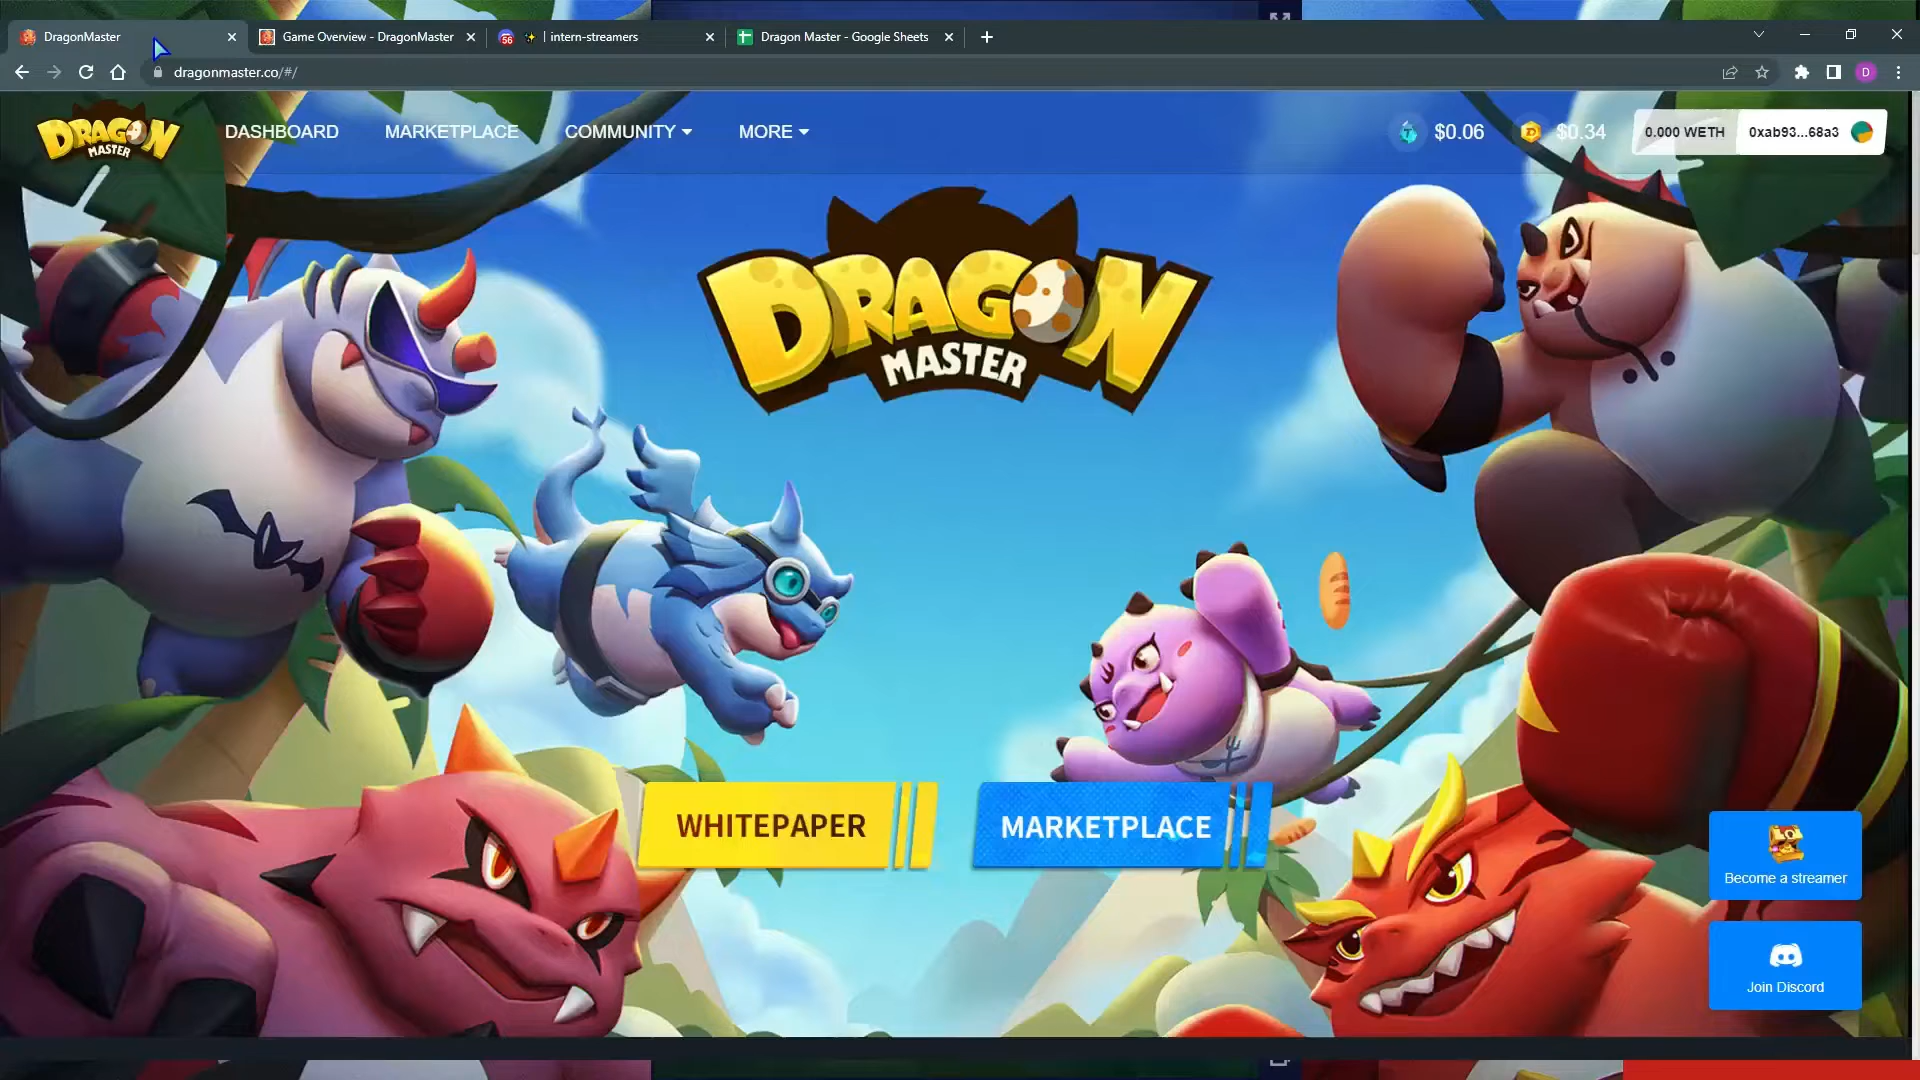 DragonMaster
Game Overview - DragonMaster
56
| intern-streamers
Dragon Master - Google Sheets
dragonmaster.co/#/
D
DRAGON
MASTER
DASHBOARD
MARKETPLACE
COMMUNITY
MORE
$0.06
$0.34
0.000 WETH
0xab93...68a3
DRAGON
MASTER
WHITEPAPER
MARKETPLACE
Become a streamer
Join Discord